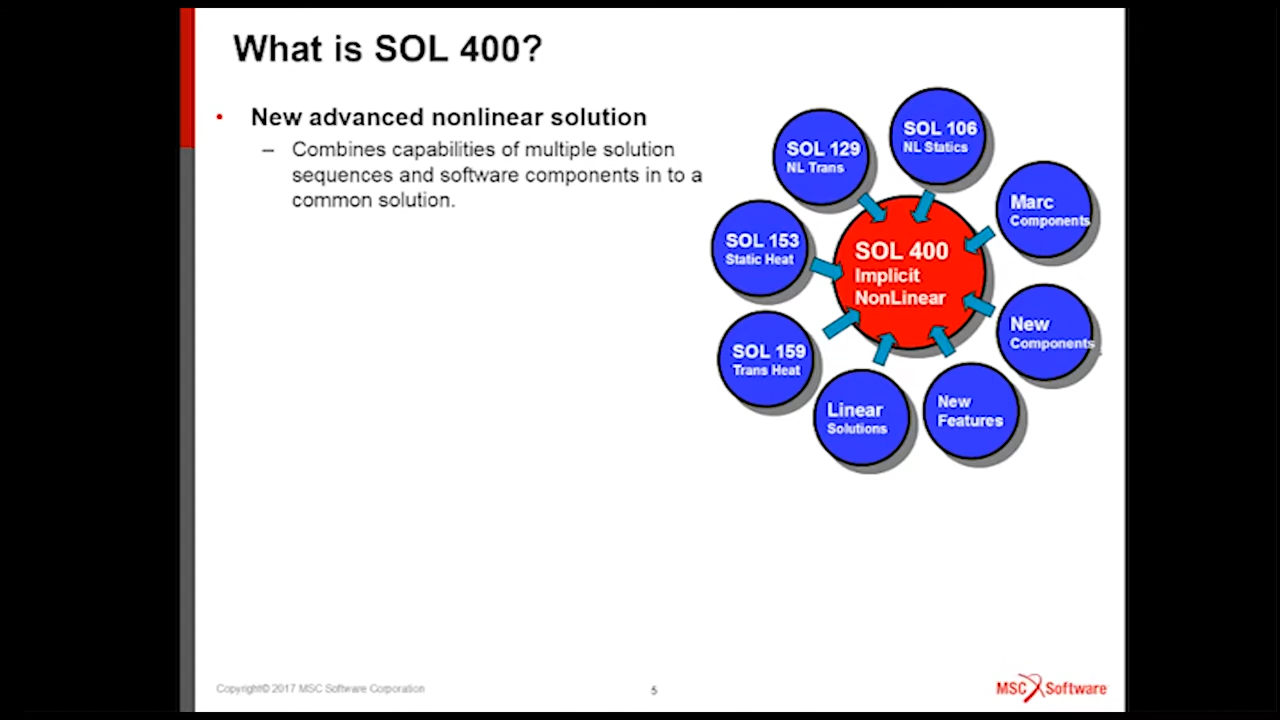 What is SOL 400?
• New advanced nonlinear solution
– Combines capabilities of multiple solution
sequences and software components in to a
common solution.
SOL 106
NL Statics
SOL 129
NL Trans
Marc
Components
SOL 153
Static Heat
SOL 400
Implicit
NonLinear
New
Components
SOL 159
Trans Heat
Linear
Solutions
New
Features
Copyright© 2017 MSC Software Corporation
5
MSC Software